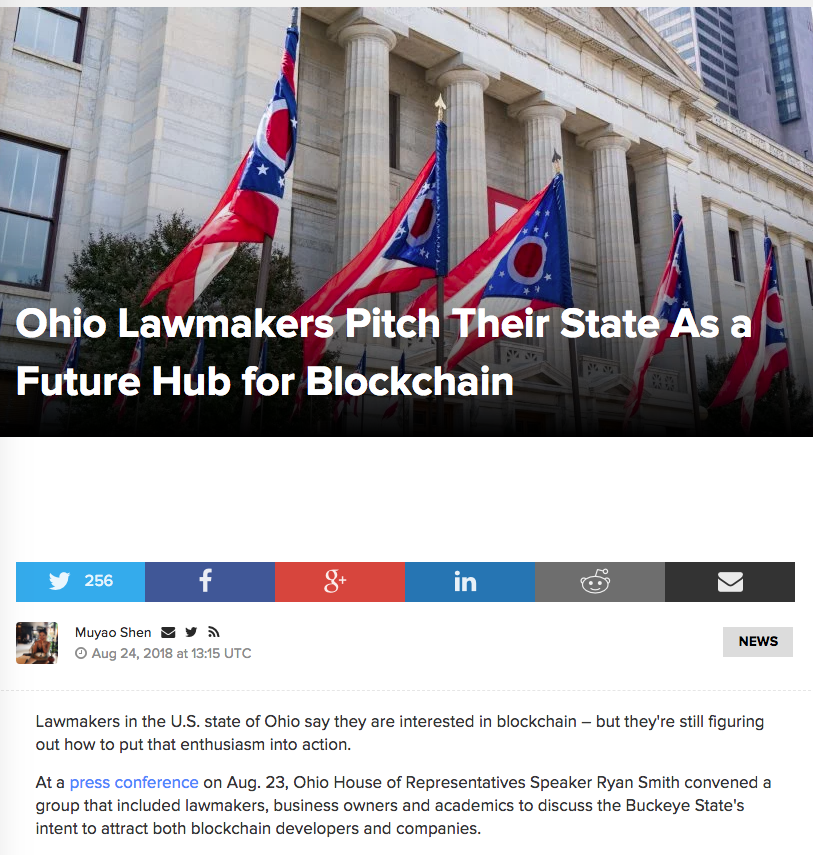 Ohio Lawmakers Pitch Their State As a
Future Hub for Blockchain
256
Muyao Shen
Aug 24, 2018 at 13:15 UTC
NEWS
Lawmakers in the U.S. state of Ohio say they are interested in blockchain – but they're still figuring
out how to put that enthusiasm into action.
At a press conference on Aug. 23, Ohio House of Representatives Speaker Ryan Smith convened a
group that included lawmakers, business owners and academics to discuss the Buckeye State's
intent to attract both blockchain developers and companies.